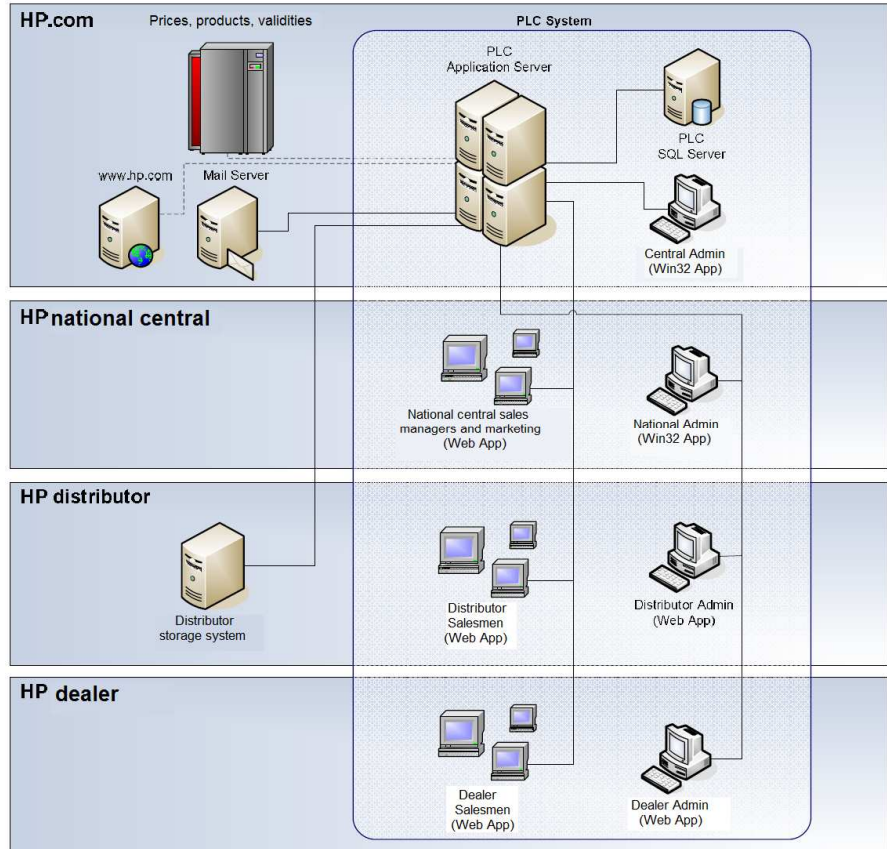 HP.com
Prices, products, validities
PLC System
PLC
Application Server
PLC
SQL Server
www.hp.com
Mail Server
Central Admin
(Win32 App)
HP national central
National central sales
managers and marketing
(Web App)
National Admin
(Win32 App)
HP distributor
Distributor
storage system
Distributor
Salesmen
(Web App)
Distributor Admin
(Web App)
HP dealer
Dealer
Salesmen
(Web App)
Dealer Admin
(Web App)